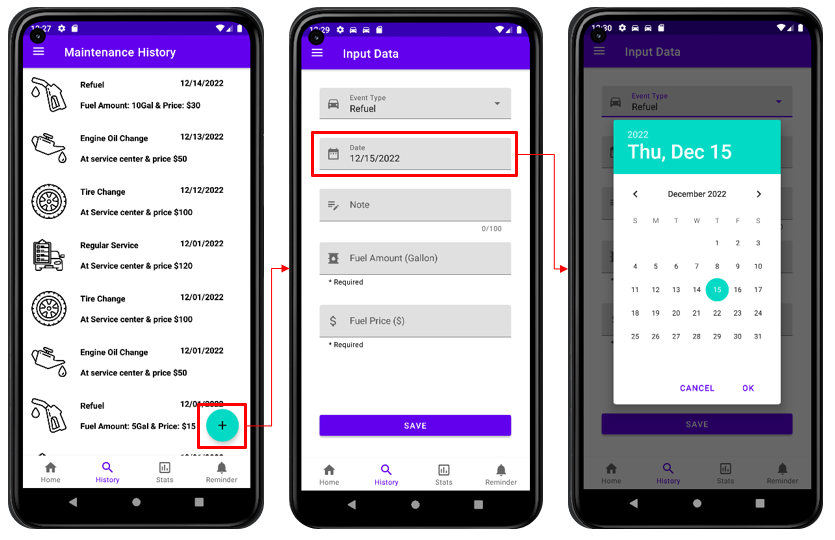 12:27
Maintenance History
Refuel 12/14/2022
Fuel Amount: 10Gal & Price: $30
Engine Oil Change 12/13/2022
At service center & price $50
Tire Change 12/12/2022
At Service center & price $100
Regular Service 12/01/2022
At Service center & price $120
Tire Change 12/01/2022
At Service center & price $100
Engine Oil Change 12/01/2022
At service center & price $50
Refuel 12/01/2022
Fuel Amount: 5Gal & Price: $15
+
Home History Stats Reminder
12:29
Input Data
Event Type
Refuel
Date
12/15/2022
Note
0/100
Fuel Amount (Gallon)
* Required
$ Fuel Price ($)
* Required
SAVE
Home History Stats Reminder
12:30
Input Data
Event Type
Refuel
2022
Thu, Dec 15
December 2022
S M T W T F S
1 2 3
4 5 6 7 8 9 10
11 12 13 14 15 16 17
18 19 20 21 22 23 24
25 26 27 28 29 30 31
CANCEL OK
SAVE
Home History Stats Reminder